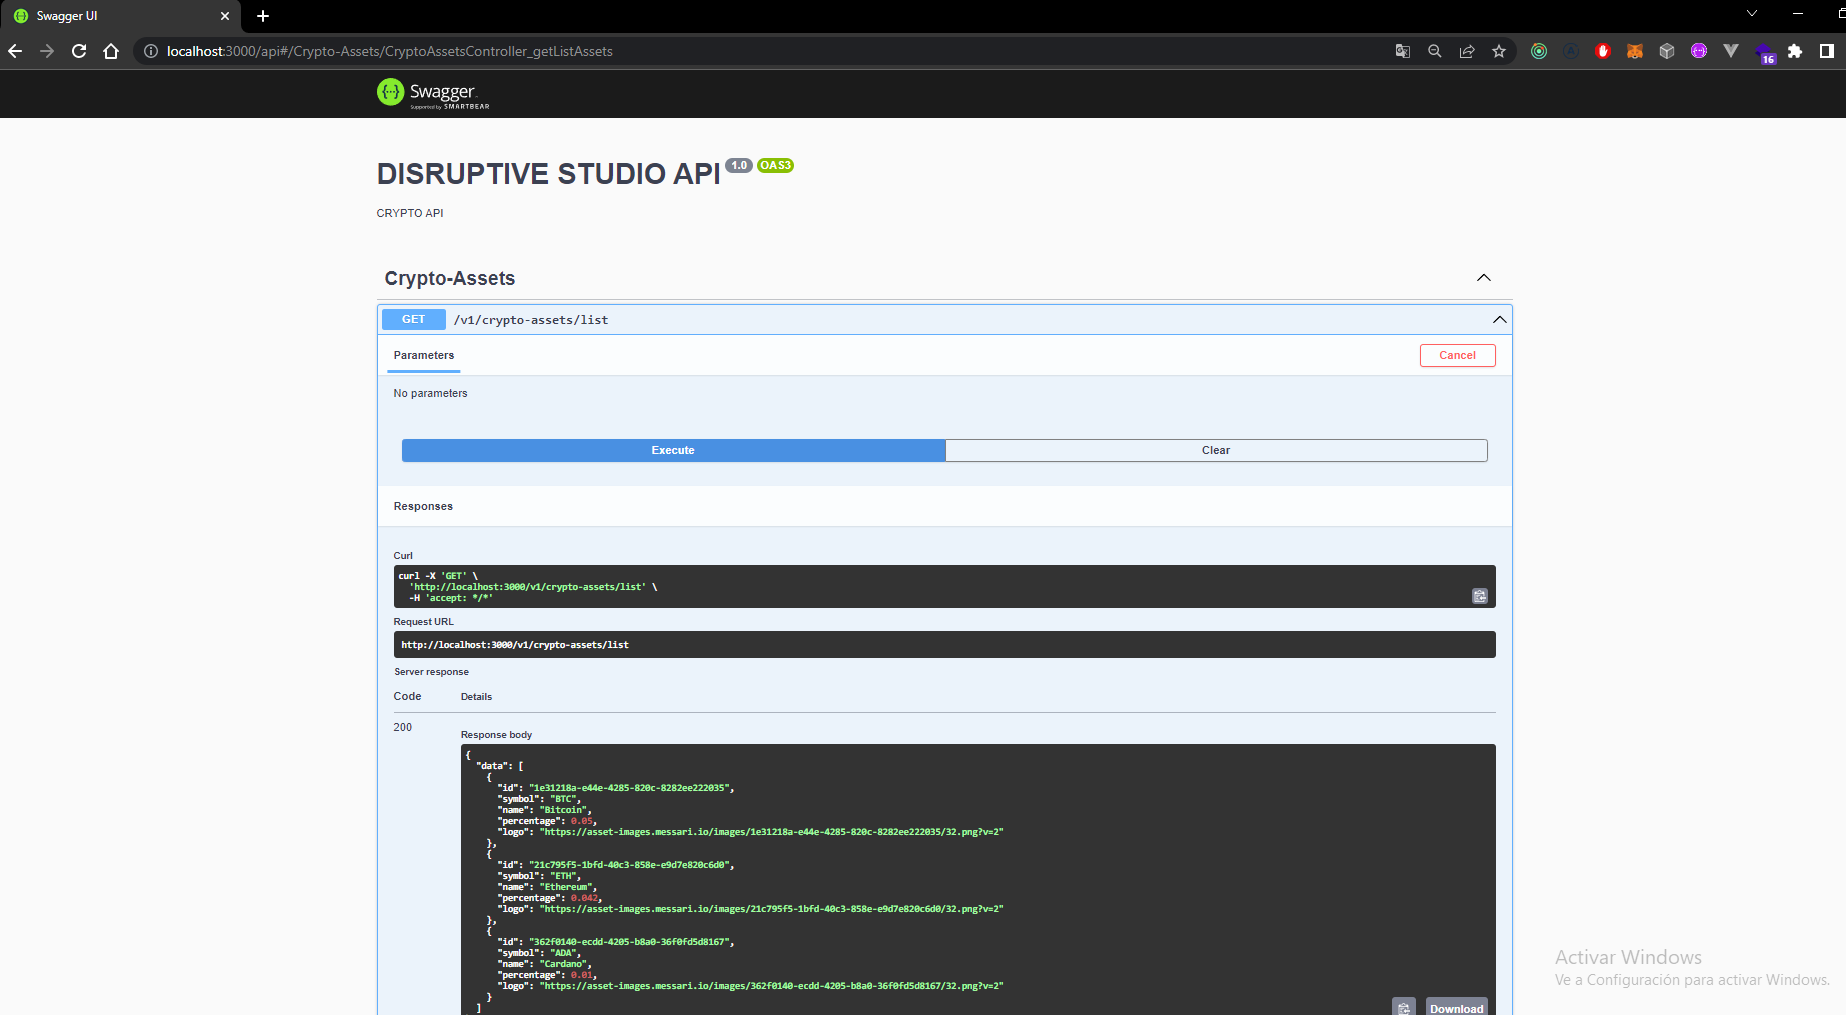 Swagger UI
localhost:3000/api#/Crypto-Assets/CryptoAssetsController_getListAssets
16
Swagger
Supported by SMARTBEAR
DISRUPTIVE STUDIO API 1.0 OAS3
CRYPTO API
Crypto-Assets
GET /v1/crypto-assets/list
Parameters
Cancel
No parameters
Execute
Clear
Responses
Curl
curl -X 'GET' \
'http://localhost:3000/v1/crypto-assets/list' \
-H 'accept: */*'
Request URL
http://localhost:3000/v1/crypto-assets/list
Server response
Code Details
200
Response body
{
"data": [
{
"id": "1e31218a-e44e-4285-820c-8282ee222035",
"symbol": "BTC",
"name": "Bitcoin",
"percentage": 0.05,
"logo": "https://asset-images.messari.io/images/1e31218a-e44e-4285-820c-8282ee222035/32.png?v=2"
},
{
"id": "21c795f5-1bfd-40c3-858e-e9d7e820c6d0",
"symbol": "ETH",
"name": "Ethereum",
"percentage": 0.042,
"logo": "https://asset-images.messari.io/images/21c795f5-1bfd-40c3-858e-e9d7e820c6d0/32.png?v=2"
},
{
"id": "362f0140-ecdd-4205-b8a0-36f0fd5d8167",
"symbol": "ADA",
"name": "Cardano",
"percentage": 0.01,
"logo": "https://asset-images.messari.io/images/362f0140-ecdd-4205-b8a0-36f0fd5d8167/32.png?v=2"
}
]
Download
Activar Windows
Ve a Configuración para activar Windows.